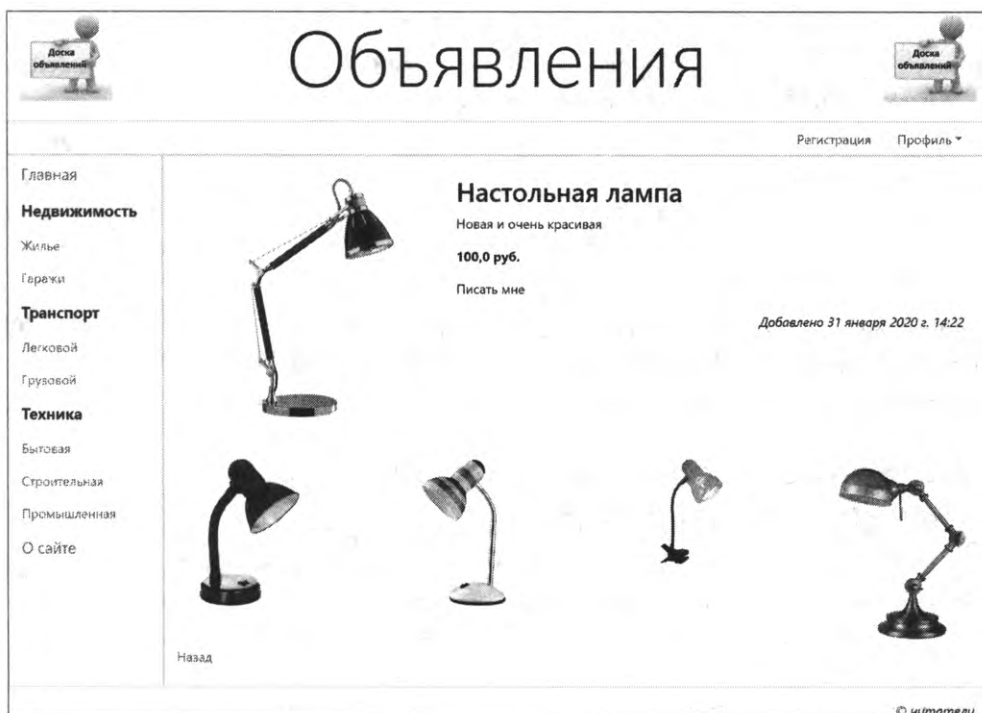 Доска
объявлений
Объявления
Доска
объявлений
Регистрация Профиль
Главная
Недвижимость
Жилье
Гаражи
Транспорт
Легковой
Грузовой
Техника
Бытовая
Строительная
Промышленная
О сайте
Настольная лампа
Новая и очень красивая
100,0 руб.
Писать мне
Добавлено 31 января 2020 г. 14:22
Назад
© читатели